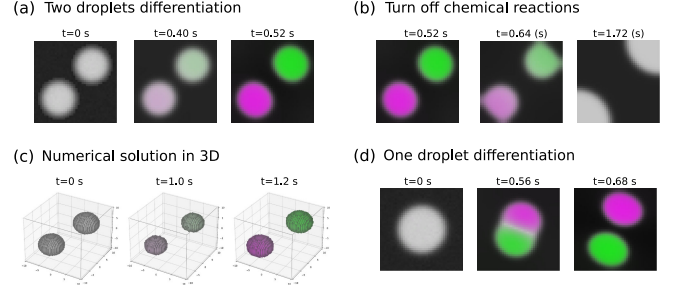 (a) Two droplets differentiation
t=0 s
t=0.40 s
t=0.52 s
(b) Turn off chemical reactions
t=0.52 s
t=0.64 (s)
t=1.72 (s)
(c) Numerical solution in 3D
t=0 s
t=1.0 s
t=1.2 s
(d) One droplet differentiation
t=0 s
t=0.56 s
t=0.68 s